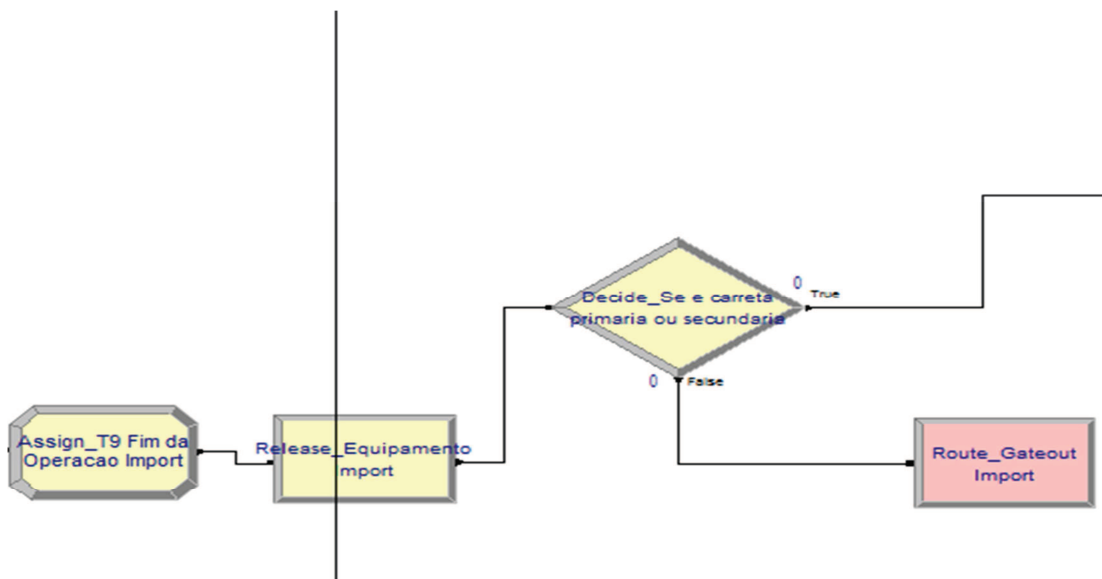 Assign_T9 Fim da
Operacao Import
Release_Equipamento
Import
Decide_Se e carreta
primaria ou secundaria
0
True
0
False
Route_Gateout
Import